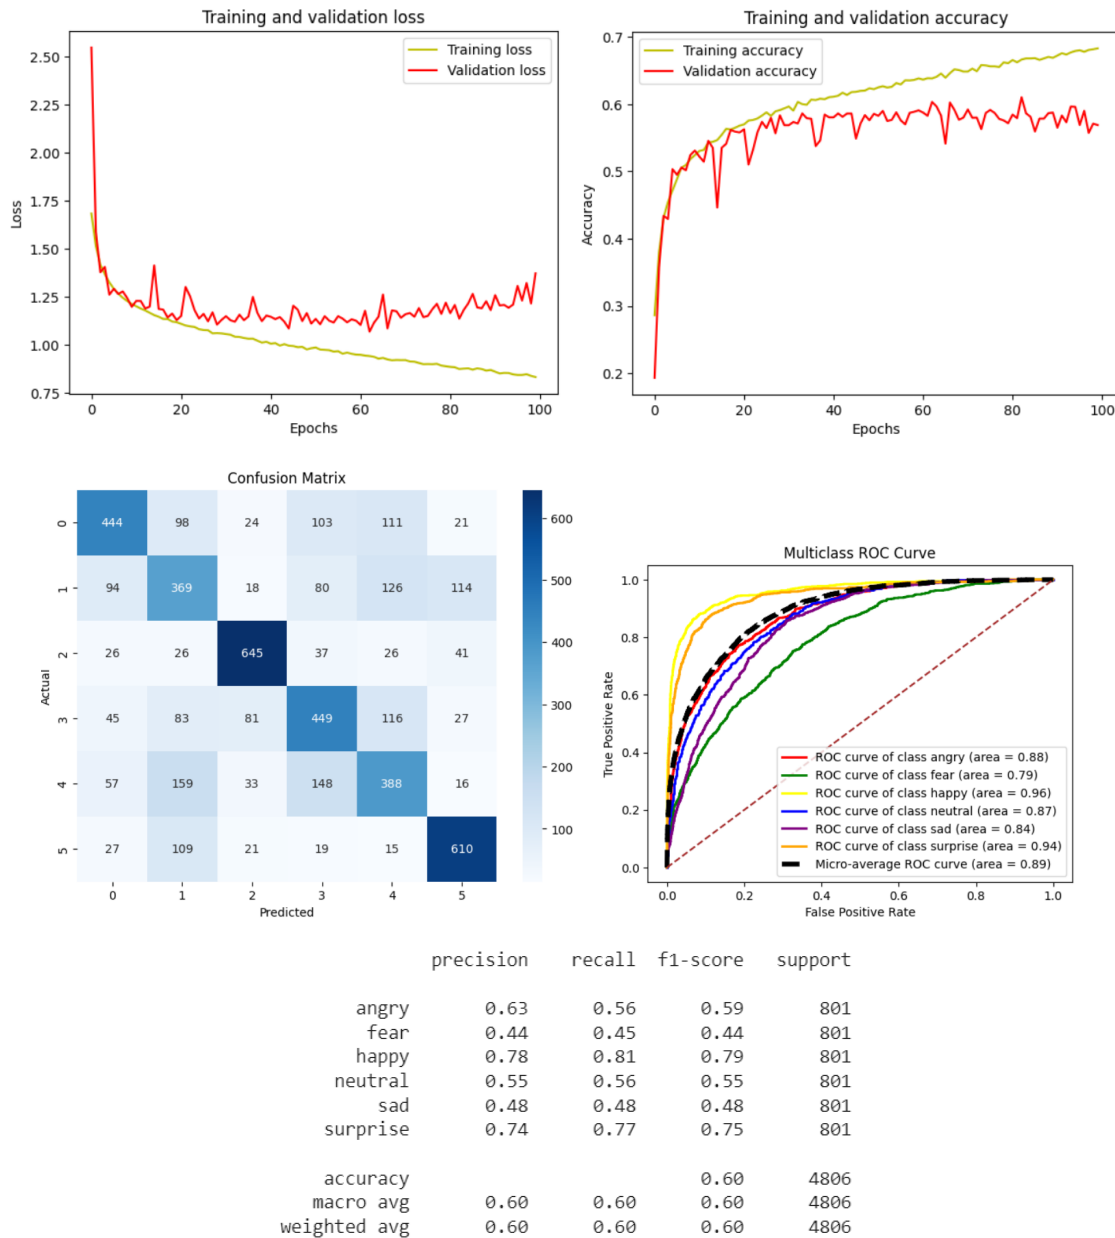 Training and validation loss
Training loss
Validation loss
2.50
2.25
2.00
1.75
1.50
1.25
1.00
0.75
Loss
0 20 40 60 80 100
Epochs
Training and validation accuracy
Training accuracy
Validation accuracy
0.7
0.6
0.5
0.4
0.3
0.2
Accuracy
0 20 40 60 80 100
Epochs
Confusion Matrix
0 444 98 24 103 111 21
1 94 369 18 80 126 114
2 26 26 645 37 26 41
3 45 83 81 449 116 27
4 57 159 33 148 388 16
5 27 109 21 19 15 610
Actual
0 1 2 3 4 5
Predicted
600
500
400
300
200
100
Multiclass ROC Curve
1.0
0.8
0.6
0.4
0.2
0.0
True Positive Rate
ROC curve of class angry (area = 0.88)
ROC curve of class fear (area = 0.79)
ROC curve of class happy (area = 0.96)
ROC curve of class neutral (area = 0.87)
ROC curve of class sad (area = 0.84)
ROC curve of class surprise (area = 0.94)
Micro-average ROC curve (area = 0.89)
0.0 0.2 0.4 0.6 0.8 1.0
False Positive Rate
precision recall f1-score support
angry 0.63 0.56 0.59 801
fear 0.44 0.45 0.44 801
happy 0.78 0.81 0.79 801
neutral 0.55 0.56 0.55 801
sad 0.48 0.48 0.48 801
surprise 0.74 0.77 0.75 801
accuracy 0.60 4806
macro avg 0.60 0.60 0.60 4806
weighted avg 0.60 0.60 0.60 4806